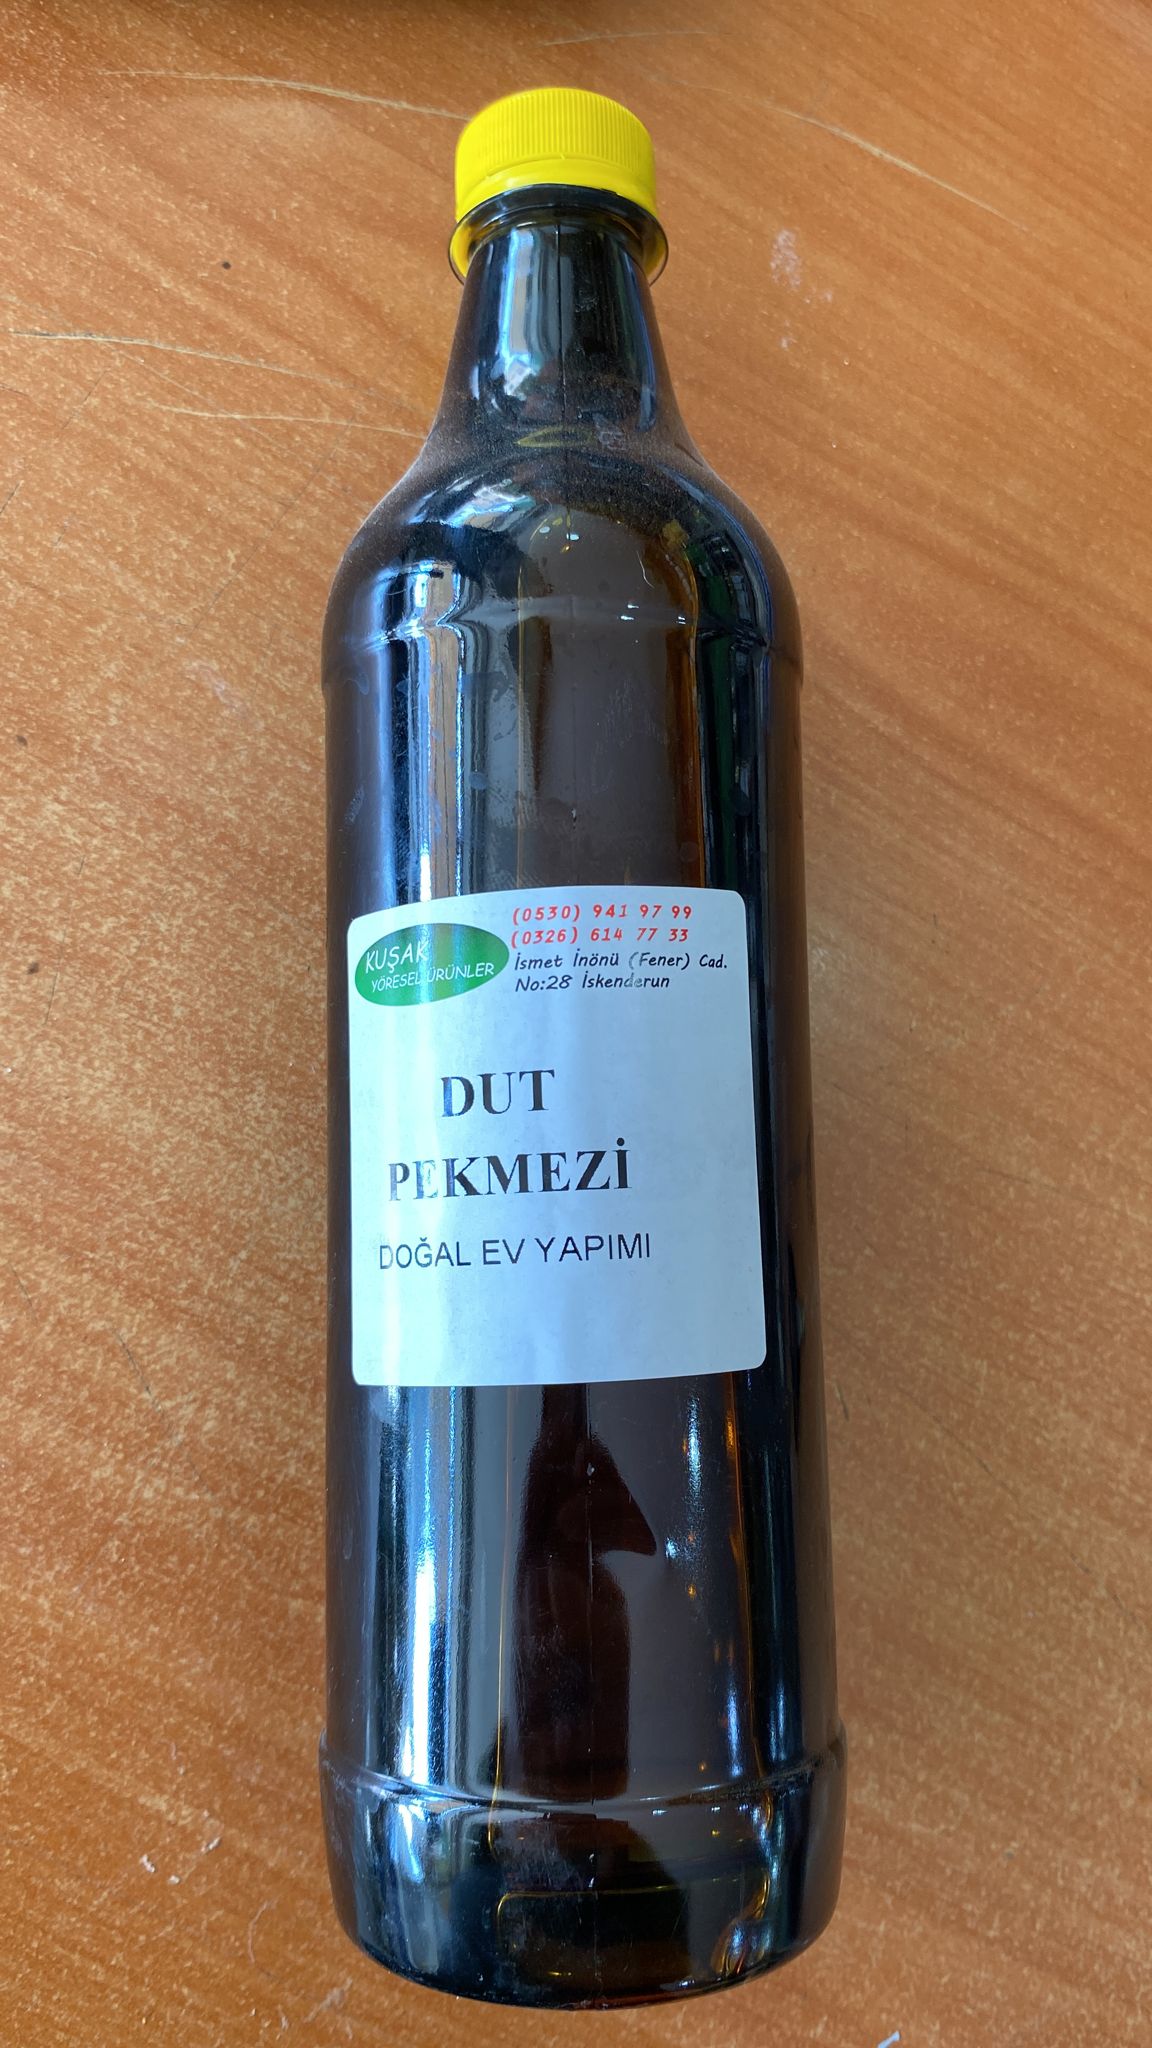 KUŞAK
YÖRESEL ÜRÜNLER
(0530) 941 97 99
(0326) 614 77 33
İsmet İnönü (Fener) Cad.
No:28 İskenderun
DUT
PEKMEZİ
DOĞAL EV YAPIMI